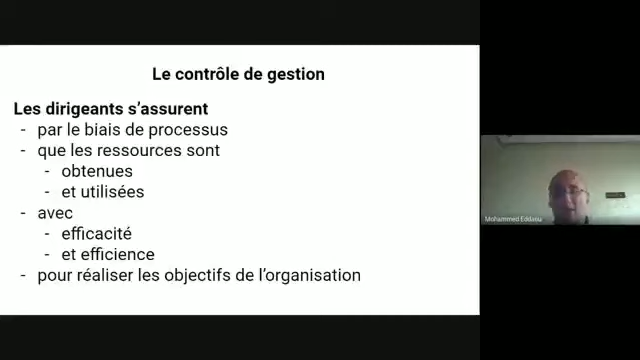 Le contrôle de gestion
Les dirigeants s'assurent
- par le biais de processus
- que les ressources sont
- obtenues
- et utilisées
- avec
- efficacité
- et efficience
- pour réaliser les objectifs de l'organisation
Mohammed Eddaou